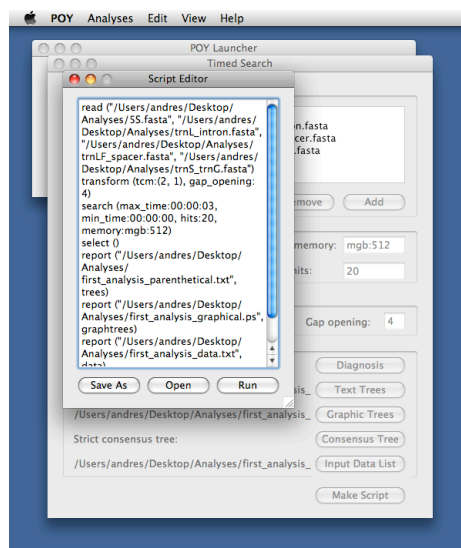 POY Analyses Edit View Help
POY Launcher
Timed Search
Script Editor
read ("/Users/andres/Desktop/
Analyses/5S.fasta", "/Users/andres/
Desktop/Analyses/trnL_intron.fasta",
"/Users/andres/Desktop/Analyses/
trnLF_spacer.fasta", "/Users/andres/
Desktop/Analyses/trnS_trnG.fasta")
transform (tcm:(2, 1), gap_opening:
4)
search (max_time:00:00:03,
min_time:00:00:00, hits:20,
memory:mgb:512)
select ()
report ("/Users/andres/Desktop/
Analyses/
first_analysis_parenthetical.txt",
trees)
report ("/Users/andres/Desktop/
Analyses/first_analysis_graphical.ps",
graphtrees)
report ("/Users/andres/Desktop/
Analyses/first_analysis_data.txt",
data)
Save As Open Run
on.fasta
cer.fasta
.fasta
move Add
memory: mgb:512
its: 20
Gap opening: 4
Diagnosis
sis_ Text Trees
/Users/andres/Desktop/Analyses/first_analysis_ Graphic Trees
Strict consensus tree: Consensus Tree
/Users/andres/Desktop/Analyses/first_analysis_ Input Data List
Make Script